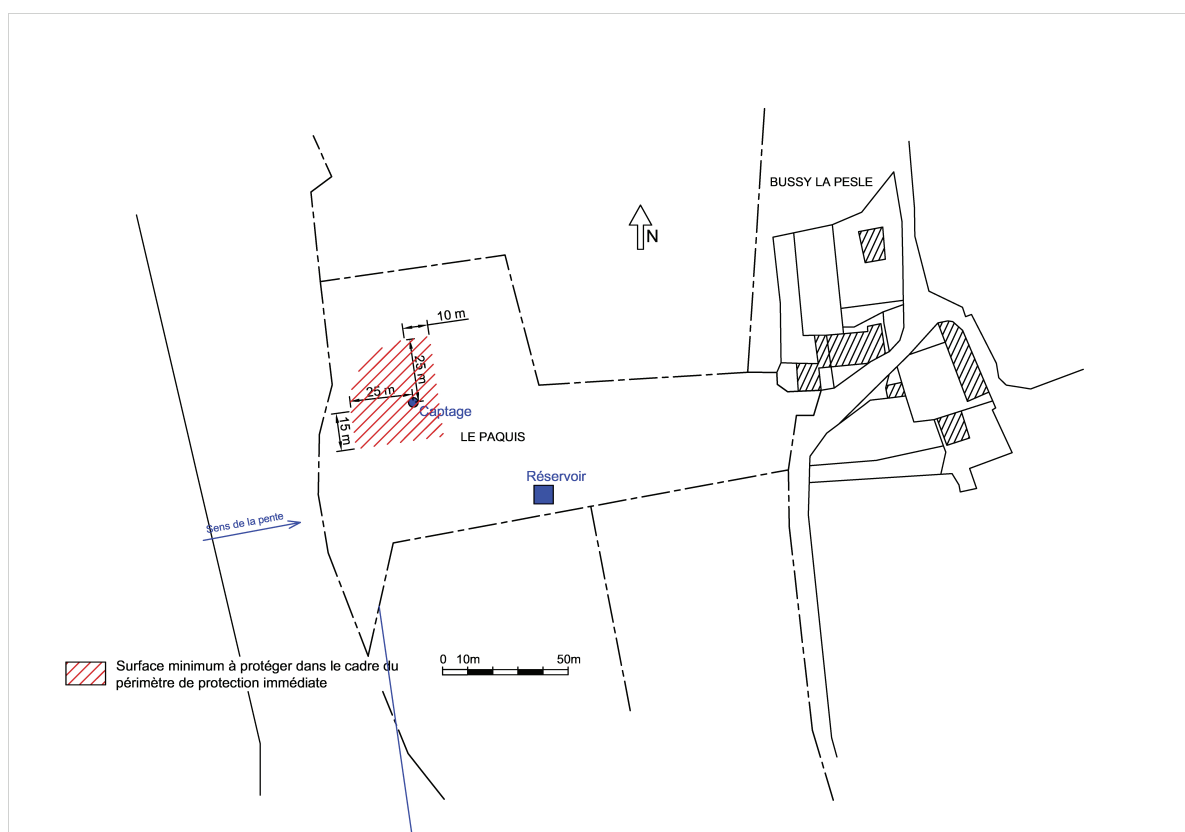 BUSSY LA PESLE
N
10 m
25 m
25 m
Captage
15 m
LE PAQUIS
Réservoir
Sens de la pente
0 10m 50m
Surface minimum à protéger dans le cadre du
périmètre de protection immédiate